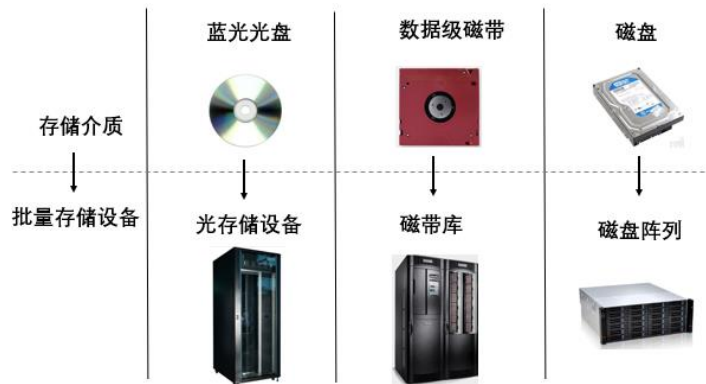 蓝光光盘
数据级磁带
磁盘
存储介质
批量存储设备
光存储设备
磁带库
磁盘阵列